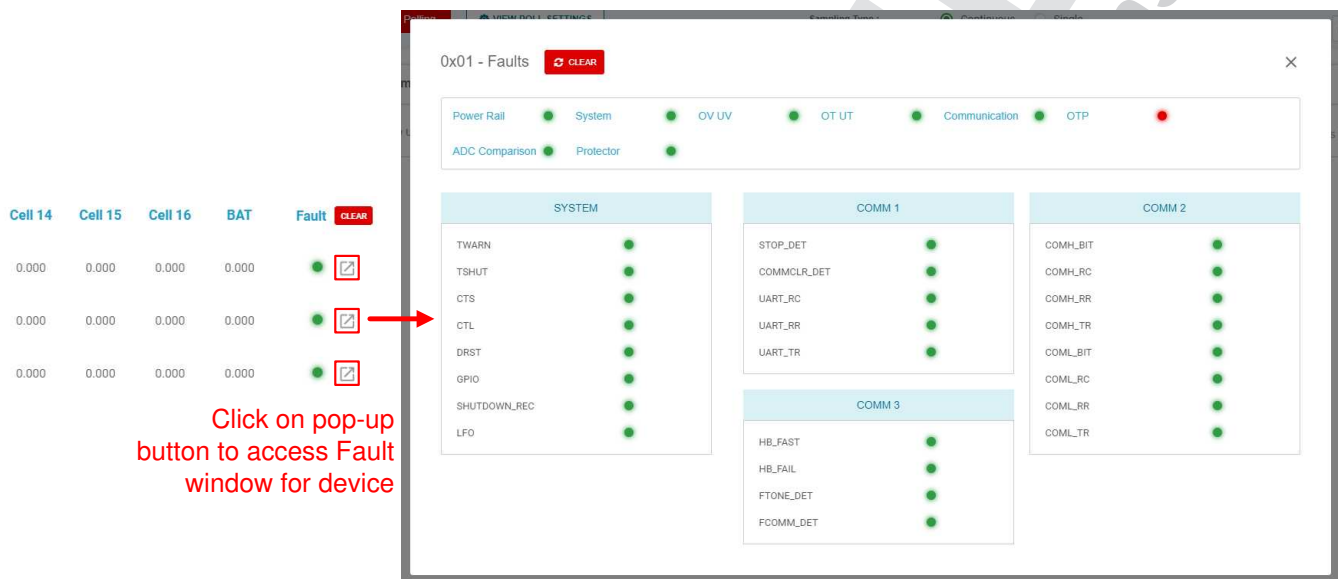 VIEW POLL SETTINGS Sampling Type : Continuous Single
0x01 - Faults CLEAR
Power Rail System OV UV OT UT Communication OTP
ADC Comparison Protector
Cell 14 Cell 15 Cell 16 BAT Fault CLEAR
0.000 0.000 0.000 0.000
0.000 0.000 0.000 0.000
0.000 0.000 0.000 0.000
Click on pop-up
button to access Fault
window for device
SYSTEM
TWARN
TSHUT
CTS
CTL
DRST
GPIO
SHUTDOWN_REC
LFO
COMM 1
STOP_DET
COMMCLR_DET
UART_RC
UART_RR
UART_TR
COMM 3
HB_FAST
HB_FAIL
FTONE_DET
FCOMM_DET
COMM 2
COMH_BIT
COMH_RC
COMH_RR
COMH_TR
COML_BIT
COML_RC
COML_RR
COML_TR